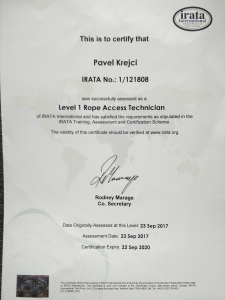 irata
International
This is to certify that
Pavel Krejci
IRATA No.: 1/121808
was successfully assessed as a
Level 1 Rope Access Technician
of IRATA International and has satisfied the requirements as stipulated in the
IRATA Training, Assessment and Certification Scheme.
The validity of this certificate should be verified at www.irata.org
Rodney Marage
Co. Secretary
Date Originally Assessed at this Level: 23 Sep 2017
Assessment Date: 23 Sep 2017
Certification Expiry: 22 Sep 2020